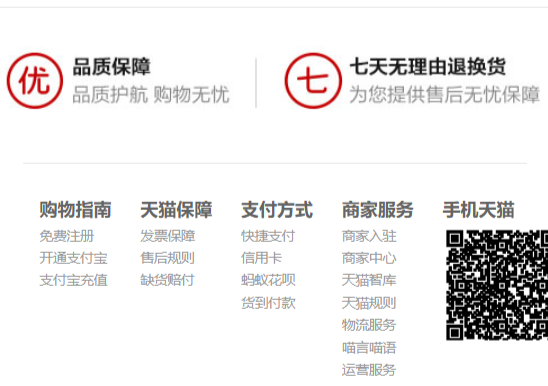 优
品质保障
品质护航 购物无忧
七
七天无理由退换货
为您提供售后无忧保障
购物指南
免费注册
开通支付宝
支付宝充值
天猫保障
发票保障
售后规则
缺货赔付
支付方式
快捷支付
信用卡
蚂蚁花呗
货到付款
商家服务
商家入驻
商家中心
天猫智库
天猫规则
物流服务
喵言喵语
运营服务
手机天猫